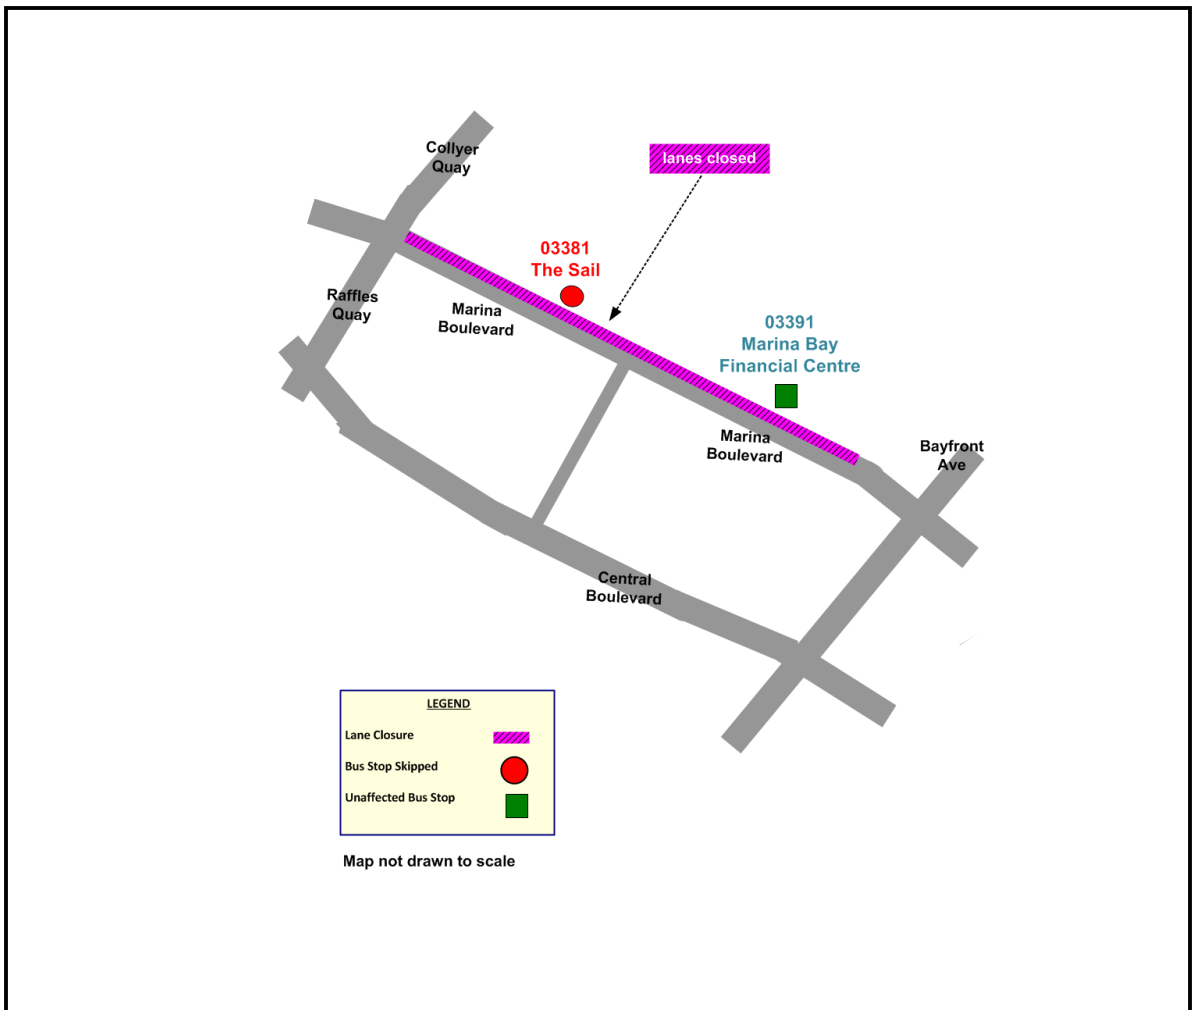 Collyer
Quay
lanes closed
03381
The Sail
Raffles
Quay
Marina
Boulevard
03391
Marina Bay
Financial Centre
Marina
Boulevard
Bayfront
Ave
Central
Boulevard
LEGEND
Lane Closure
Bus Stop Skipped
Unaffected Bus Stop
Map not drawn to scale